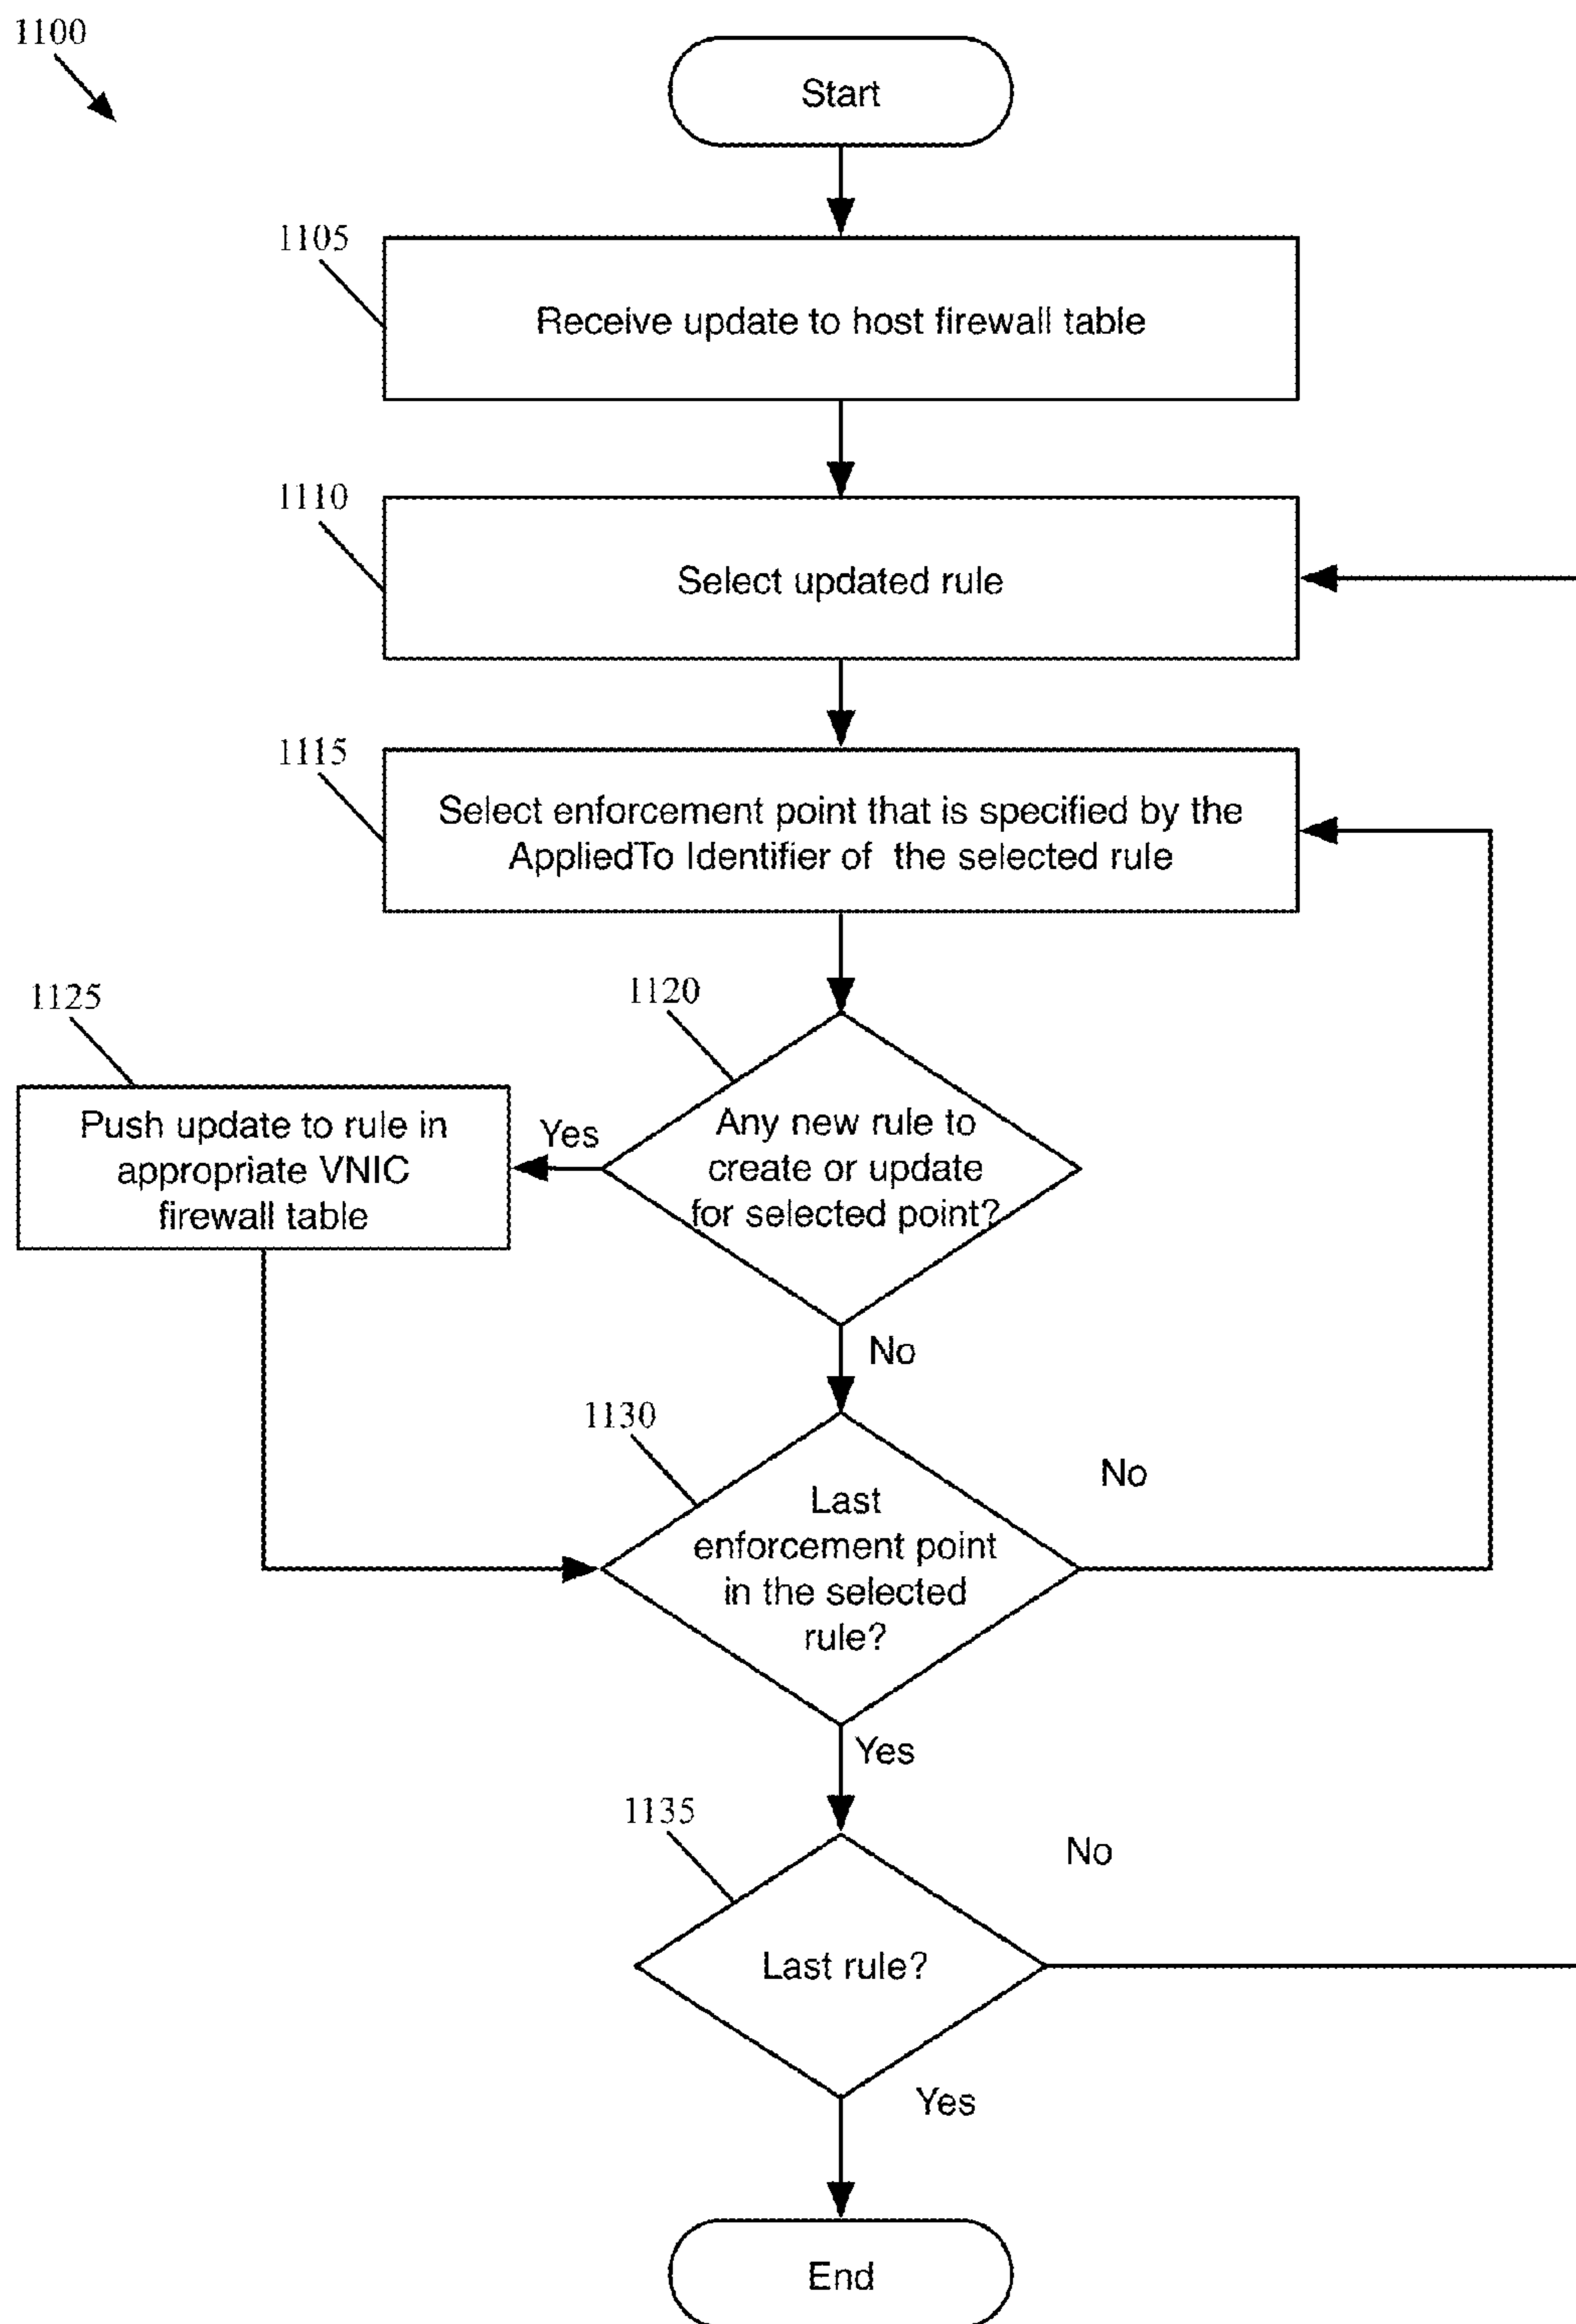 1100
Start
1105
Receive update to host firewall table
1110
Select updated rule
1115
Select enforcement point that is specified by the
AppliedTo Identifier of the selected rule
1120
1125
Any new rule to
create or update
for selected point?
Yes
Push update to rule in
appropriate VNIC
firewall table
No
1130
Last
enforcement point
in the selected
rule?
No
Yes
1135
Last rule?
No
Yes
End